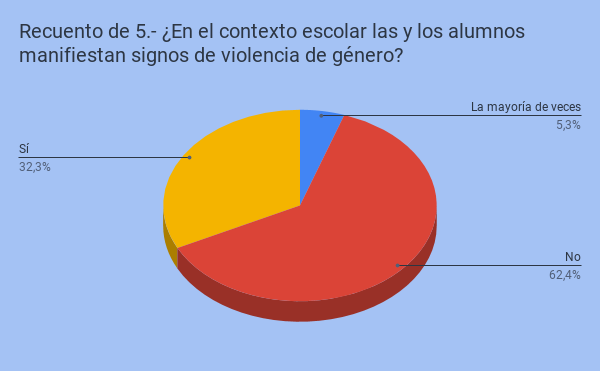 Recuento de 5.- ¿En el contexto escolar las y los alumnos
manifiestan signos de violencia de género?
La mayoría de veces
5,3%
Sí
32,3%
No
62,4%